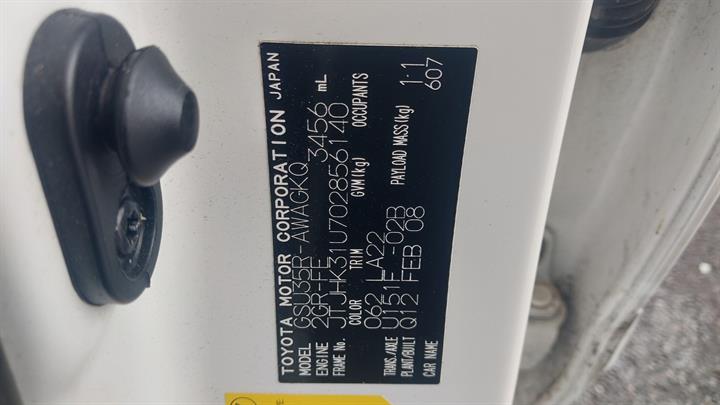 TOYOTA MOTOR CORPORATION JAPAN
MODEL GSU35R-AWAGKQ
ENGINE 2GR-FE 3456 mL
FRAME No. JTJHK31U702856140
COLOR TRIM GVM(kg) OCCUPANTS
062 LA22
TRANS./AXLE U151F -02B PAYLOAD MASS(kg) 1:1
PLANT/BUILT Q12 FEB 08 607
CAR NAME